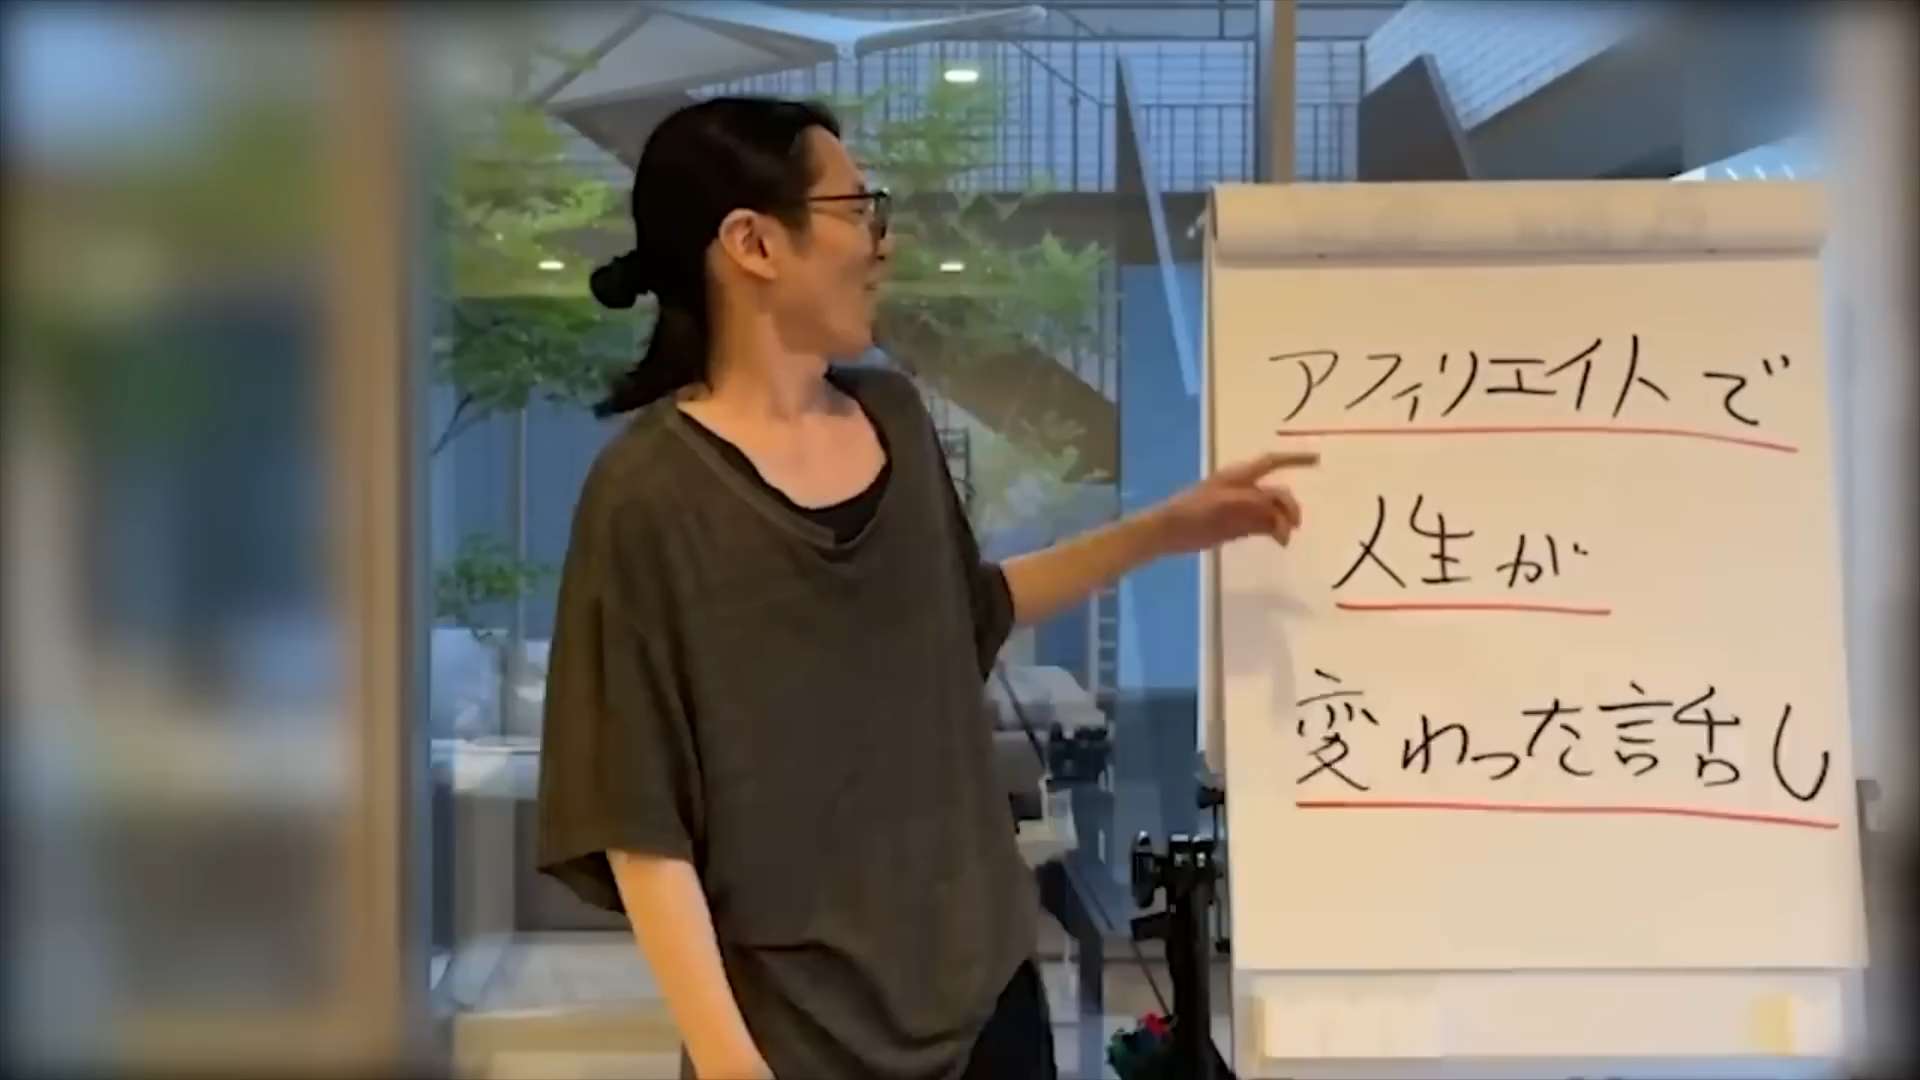 アフィリエイトで
人生が
変わった話し